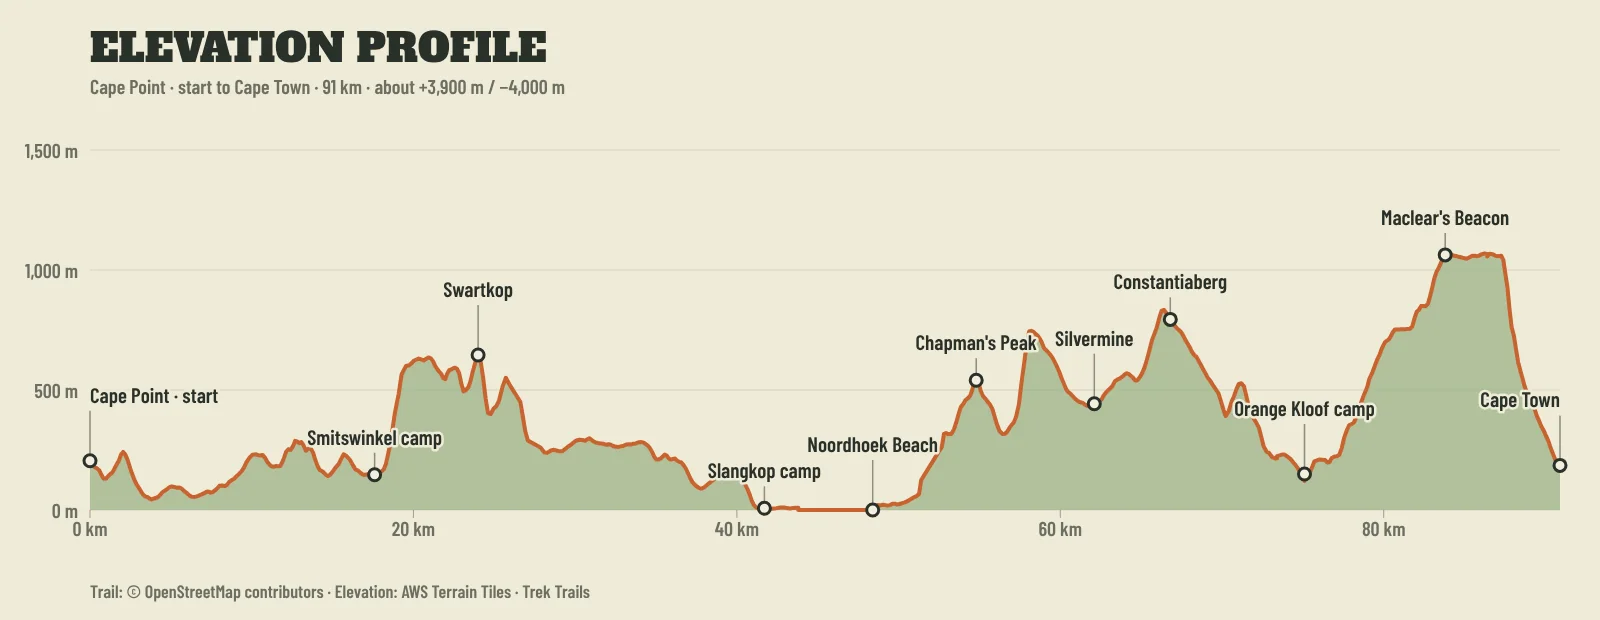 ELEVATION PROFILE
Cape Point · start to Cape Town · 91 km · about +3,900 m / −4,000 m
1,500 m
Maclear's Beacon
1,000 m
Constantiaberg
Swartkop
Chapman's Peak
Silvermine
500 m
Cape Point · start
Cape Town
Orange Kloof camp
Smitswinkel camp
Noordhoek Beach
Slangkop camp
0 m
0 km
20 km
40 km
60 km
80 km
Trail: © OpenStreetMap contributors · Elevation: AWS Terrain Tiles · Trek Trails